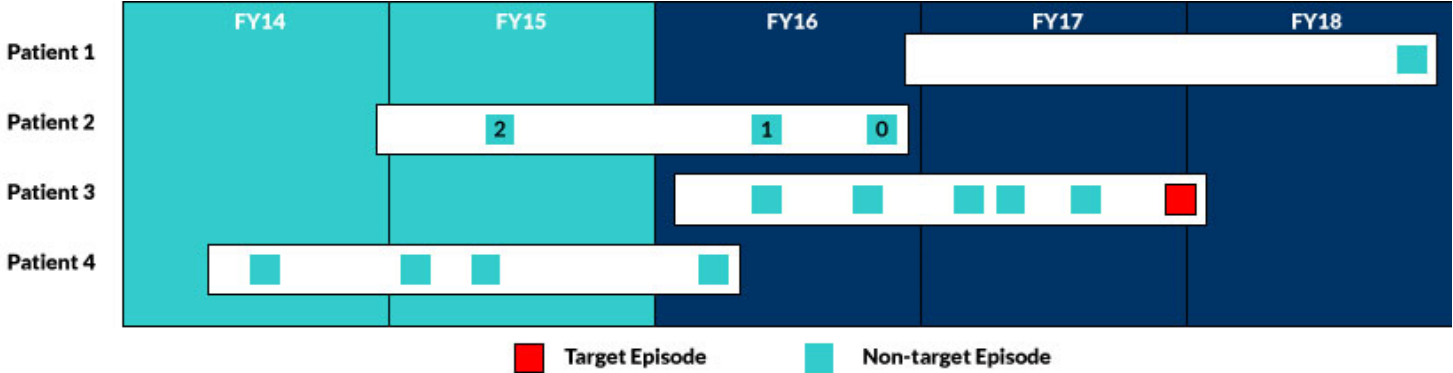 FY14 FY15 FY16 FY17 FY18
Patient 1
Patient 2 2 1 0
Patient 3
Patient 4
Target Episode Non-target Episode